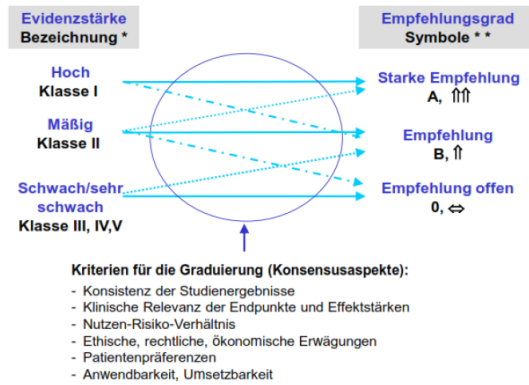 Evidenzstärke
Bezeichnung *
Empfehlungsgrad
Symbole * *
Hoch
Klasse I
Starke Empfehlung
A, ⇑⇑
Mäßig
Klasse II
Empfehlung
B, ⇑
Schwach/sehr
schwach
Klasse III, IV,V
Empfehlung offen
0, ⇔
Kriterien für die Graduierung (Konsensusaspekte):
- Konsistenz der Studienergebnisse
- Klinische Relevanz der Endpunkte und Effektstärken
- Nutzen-Risiko-Verhältnis
- Ethische, rechtliche, ökonomische Erwägungen
- Patientenpräferenzen
- Anwendbarkeit, Umsetzbarkeit